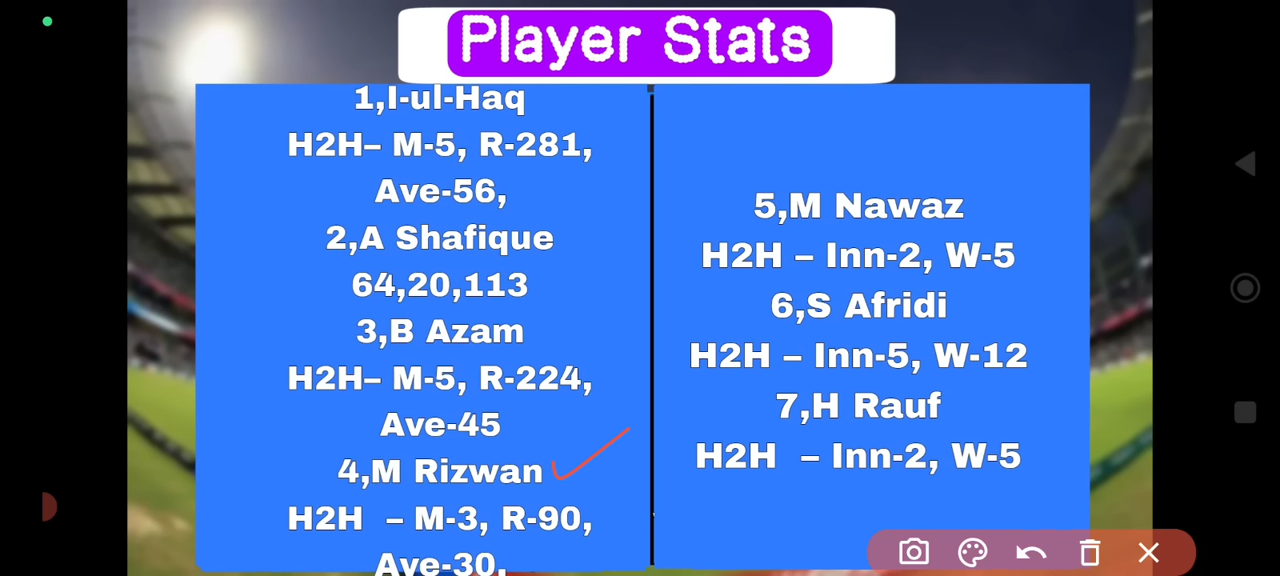 Player Stats
1,I-ul-Haq
H2H– M-5, R-281,
Ave-56,
2,A Shafique
64,20,113
3,B Azam
H2H– M-5, R-224,
Ave-45
4,M Rizwan
H2H – M-3, R-90,
Ave-30,
5,M Nawaz
H2H – Inn-2, W-5
6,S Afridi
H2H – Inn-5, W-12
7,H Rauf
H2H – Inn-2, W-5